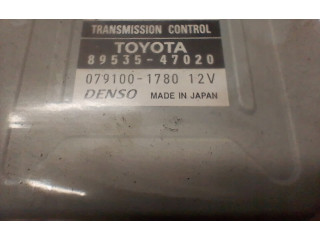 TRANSMISSION CONTROL
TOYOTA
89535-47020
079100-1780 12V
DENSO MADE IN JAPAN